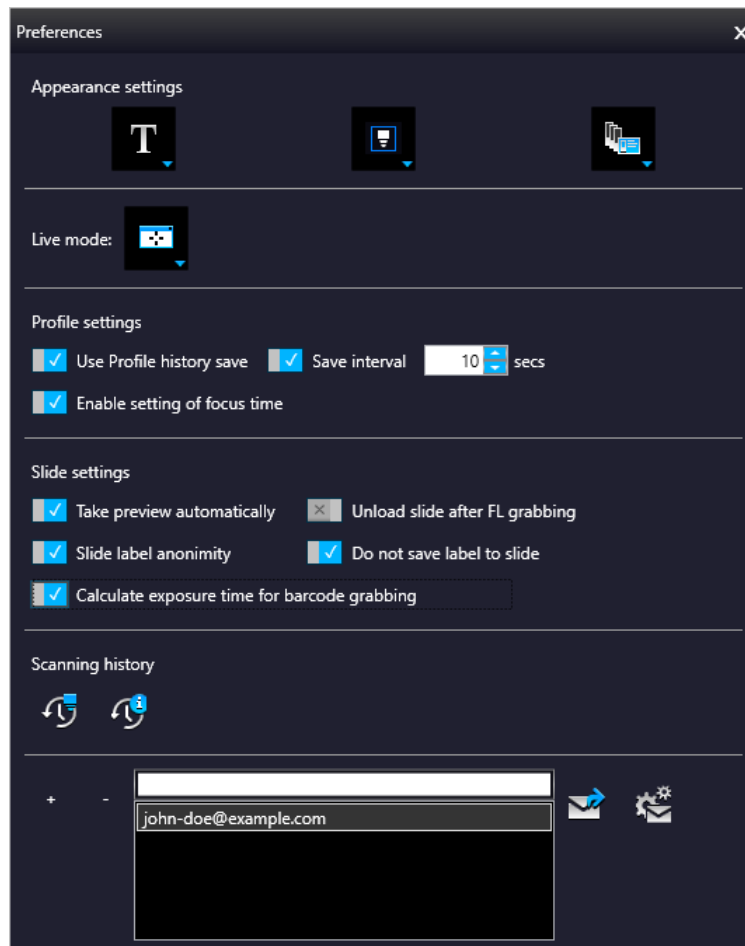 Preferences
Appearance settings
T
Live mode:
Profile settings
Use Profile history save Save interval 10 secs
Enable setting of focus time
Slide settings
Take preview automatically Unload slide after FL grabbing
Slide label anonimity Do not save label to slide
Calculate exposure time for barcode grabbing
Scanning history
+ -
john-doe@example.com